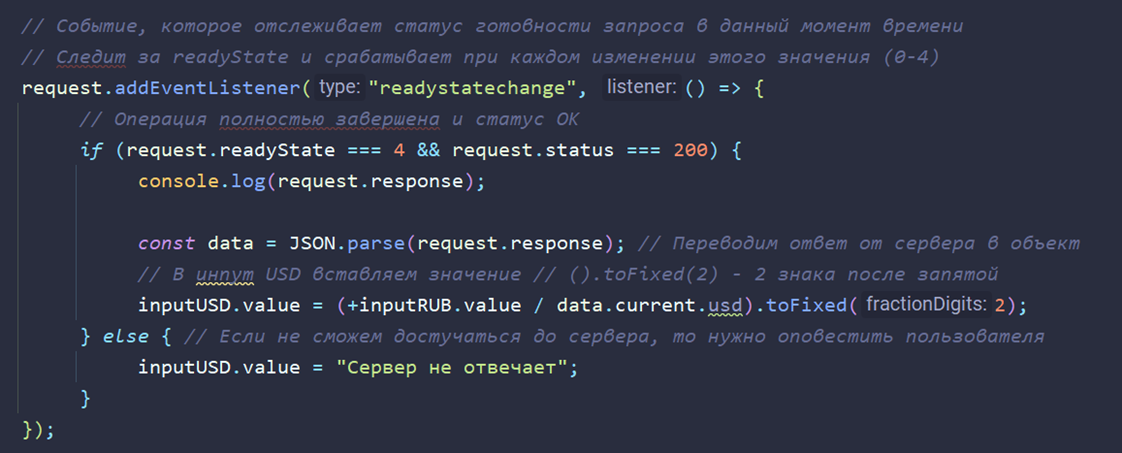 // Событие, которое отслеживает статус готовности запроса в данный момент времени
// Следит за readyState и срабатывает при каждом изменении этого значения (0-4)
request.addEventListener( type: "readystatechange", listener: () => {
// Операция полностью завершена и статус ОК
if (request.readyState === 4 && request.status === 200) {
console.log(request.response);
const data = JSON.parse(request.response); // Переводим ответ от сервера в объект
// В инпут USD вставляем значение // ().toFixed(2) - 2 знака после запятой
inputUSD.value = (+inputRUB.value / data.current.usd).toFixed( fractionDigits: 2);
} else { // Если не сможем достучаться до сервера, то нужно оповестить пользователя
inputUSD.value = "Сервер не отвечает";
}
});